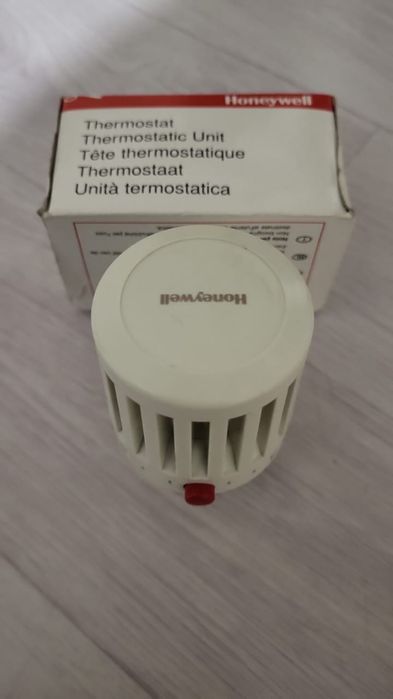 Honeywell
Thermostat
Thermostatic Unit
Tête thermostatique
Thermostaat
Unità termostatica
Honeywell